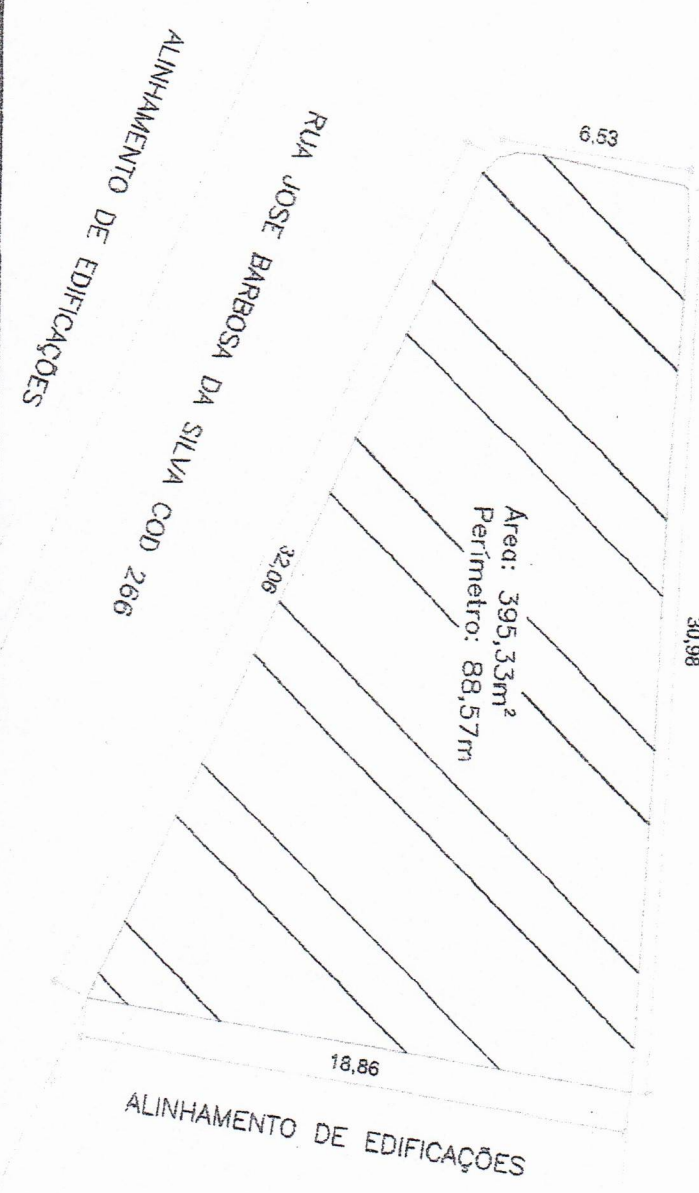 6,53
ALINHAMENTO DE EDIFICAÇÕES
RUA JOSE BARBOSA DA SILVA COD 266
32,06
Área: 395,33m²
Perímetro: 88,57m
30,98
18,86
ALINHAMENTO DE EDIFICAÇÕES